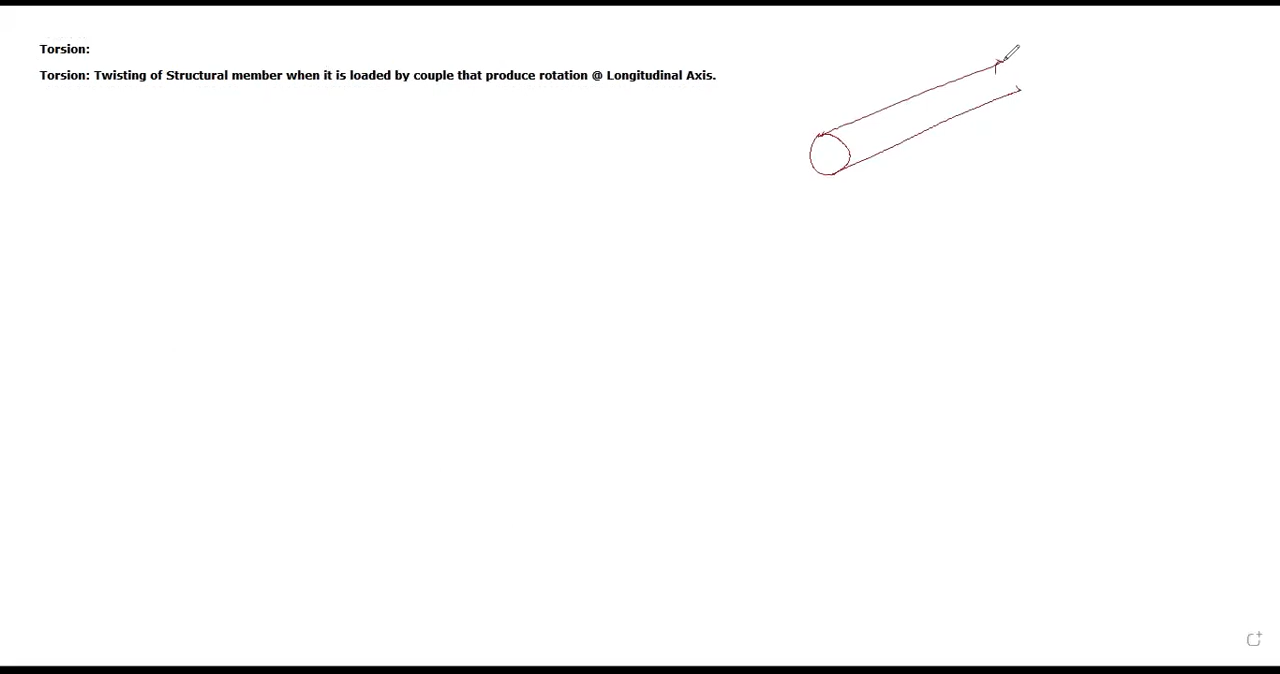 Torsion:
Torsion: Twisting of Structural member when it is loaded by couple that produce rotation @ Longitudinal Axis.